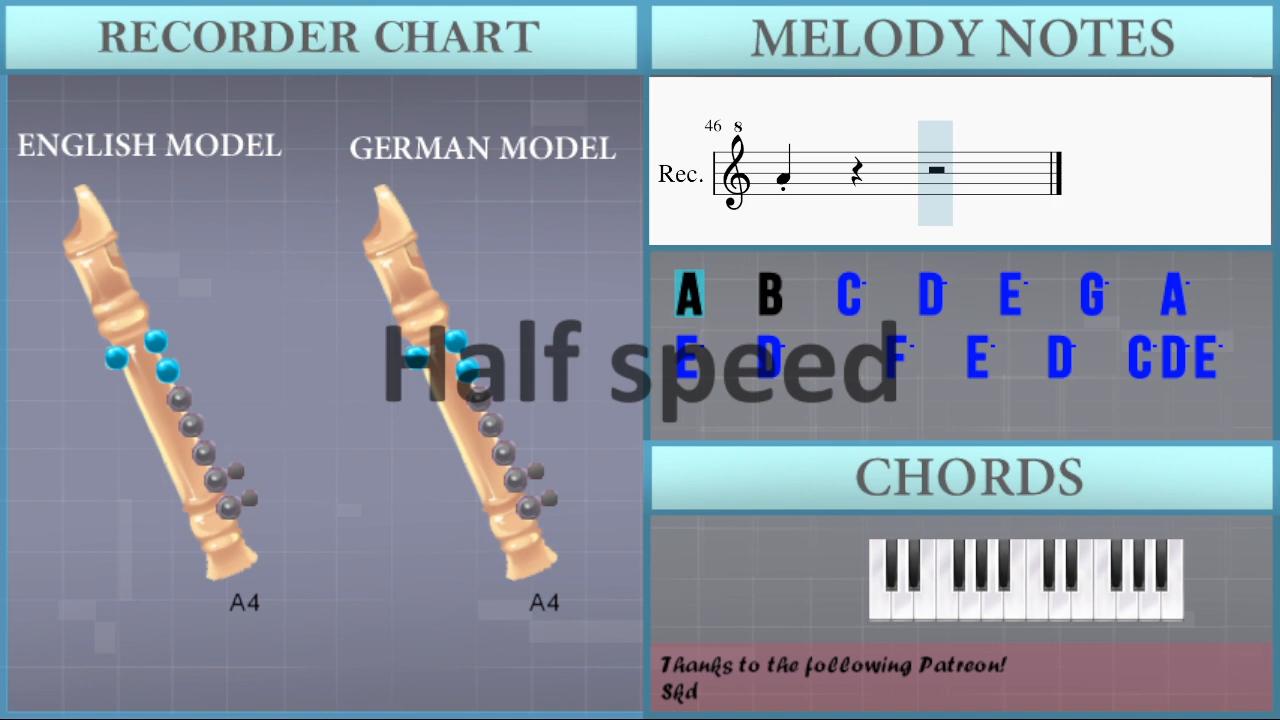 RECORDER CHART
MELODY NOTES
ENGLISH MODEL
GERMAN MODEL
46 8
Rec.
A B C- D- E- G- A-
E- D- F- E- D- C-D-E-
Half speed
CHORDS
A4
A4
Thanks to the following Patreon!
Skd